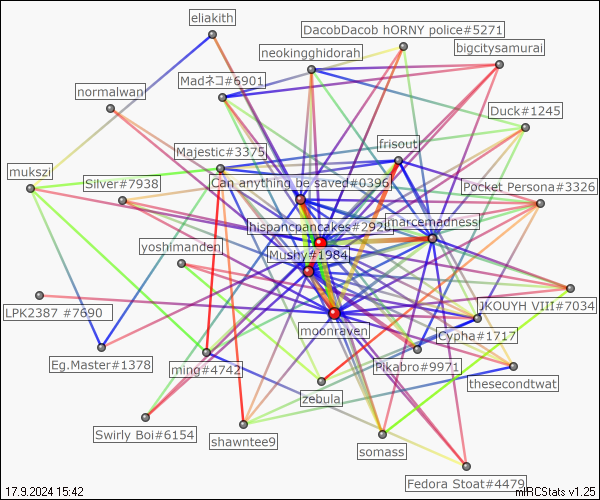 eliakith
DacobDacob hORNY police#5271
neokingghidorah
bigcitysamurai
Madネコ#6901
normalwan
Duck#1245
frisout
Majestic#3375
mukszi
Silver#7938
Can anything be saved#0396
Pocket Persona#3326
hispancpancakes#292
marcemadness
yoshimanden
Mushy#1984
LPK2387 #7690
moonraven
JKOUYH VIII#7034
Cypha#1717
Eg.Master#1378
ming#4742
Pikabro#9971
thesecondtwat
zebula
Swirly Boi#6154
shawntee9
somass
Fedora Stoat#4479
17.9.2024 15:42
mIRCStats v1.25